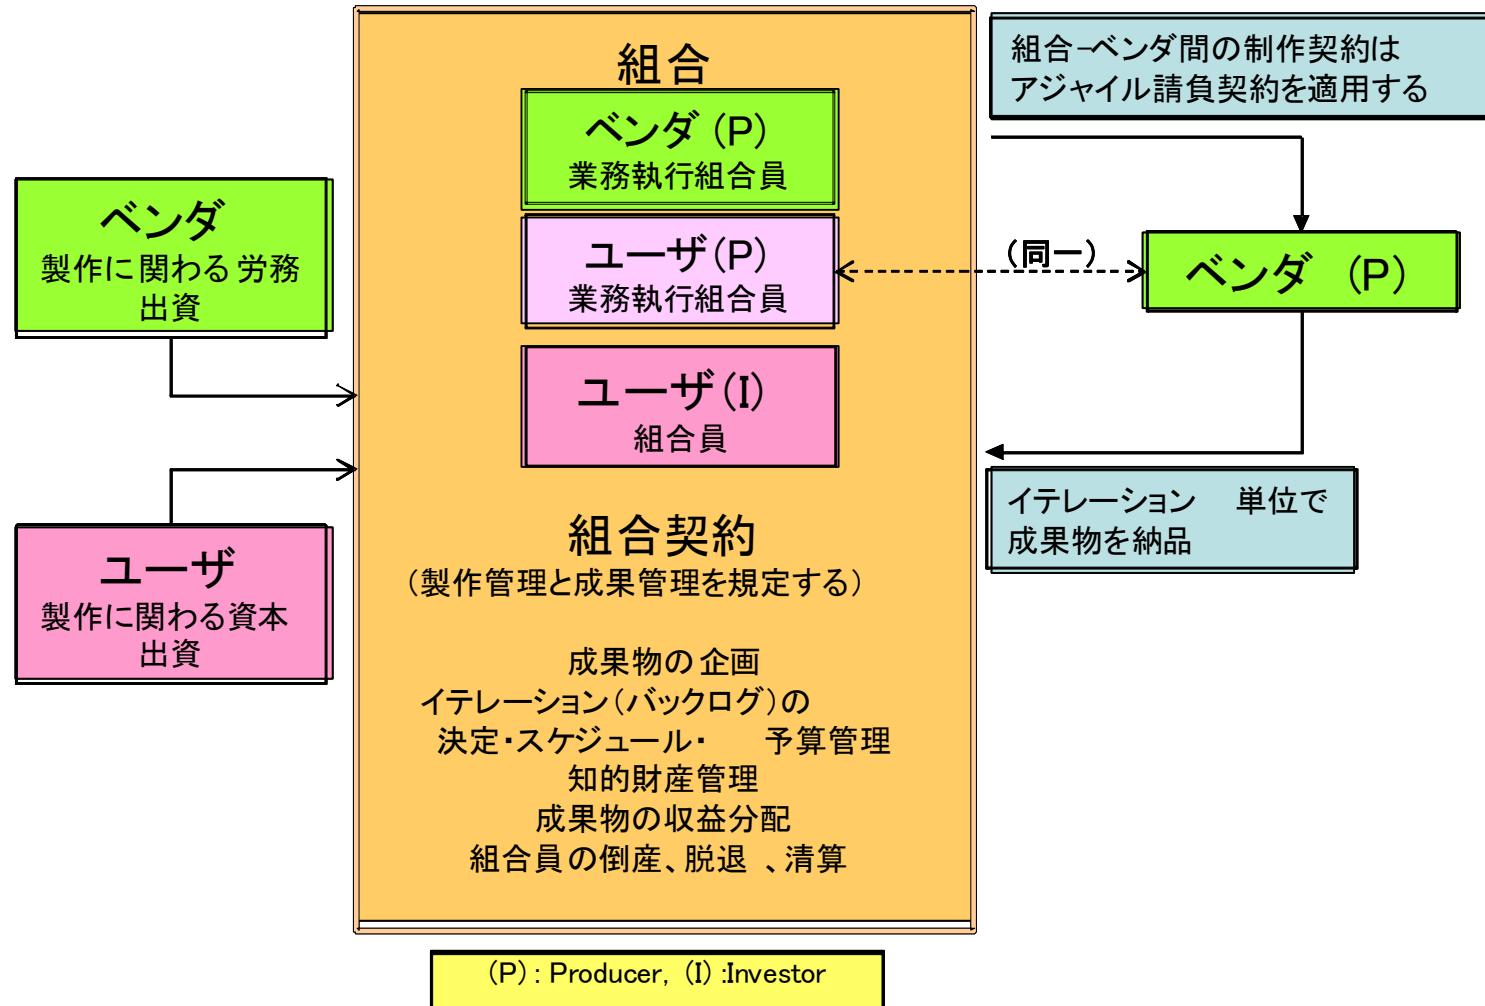 組合
ベンダ(P)
業務執行組合員
ユーザ(P)
業務執行組合員
ユーザ(I)
組合員
組合契約
(製作管理と成果管理を規定する)
成果物の企画
イテレーション(バックログ)の
決定・スケジュール・ 予算管理
知的財産管理
成果物の収益分配
組合員の倒産、脱退 、清算
ベンダ
製作に関わる労務
出資
ユーザ
製作に関わる資本
出資
組合-ベンダ間の制作契約は
アジャイル請負契約を適用する
(同一)
ベンダ (P)
イテレーション 単位で
成果物を納品
(P): Producer, (I):Investor